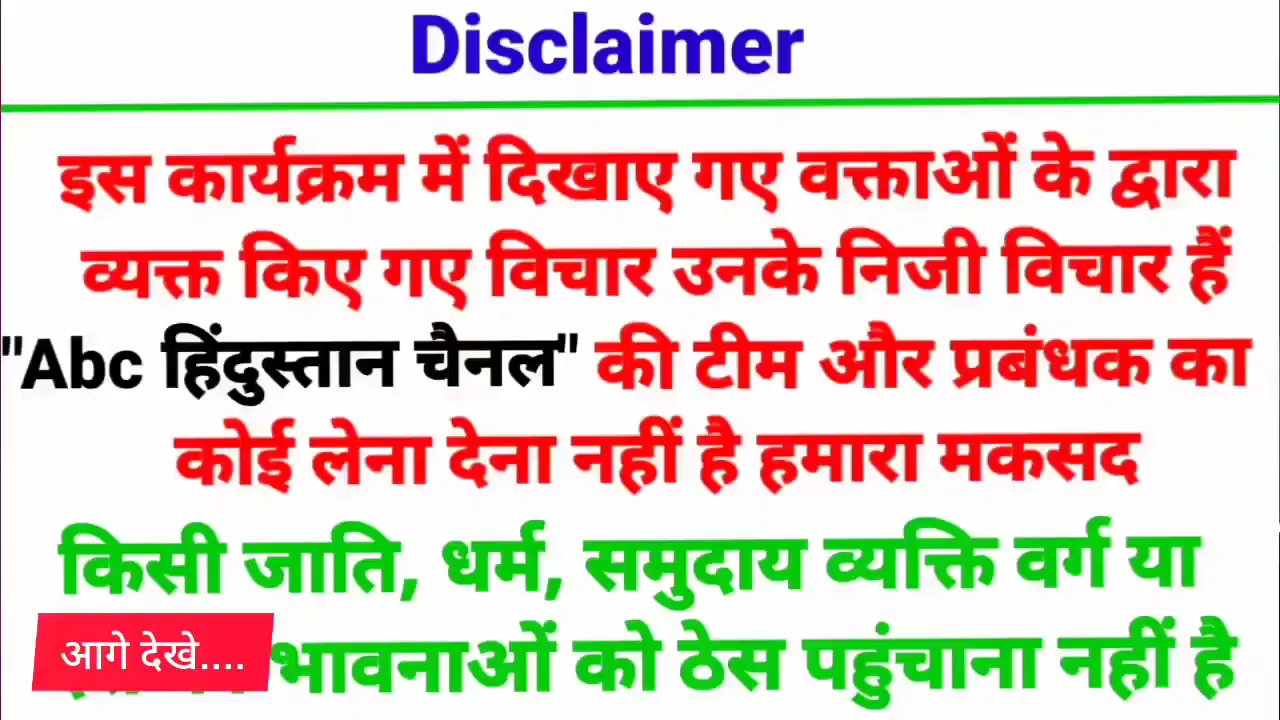 Disclaimer
इस कार्यक्रम में दिखाए गए वक्ताओं के द्वारा
व्यक्त किए गए विचार उनके निजी विचार हैं
"Abc हिंदुस्तान चैनल" की टीम और प्रबंधक का
कोई लेना देना नहीं है हमारा मकसद
किसी जाति, धर्म, समुदाय व्यक्ति वर्ग या
भावनाओं को ठेस पहुंचाना नहीं है
आगे देखे....